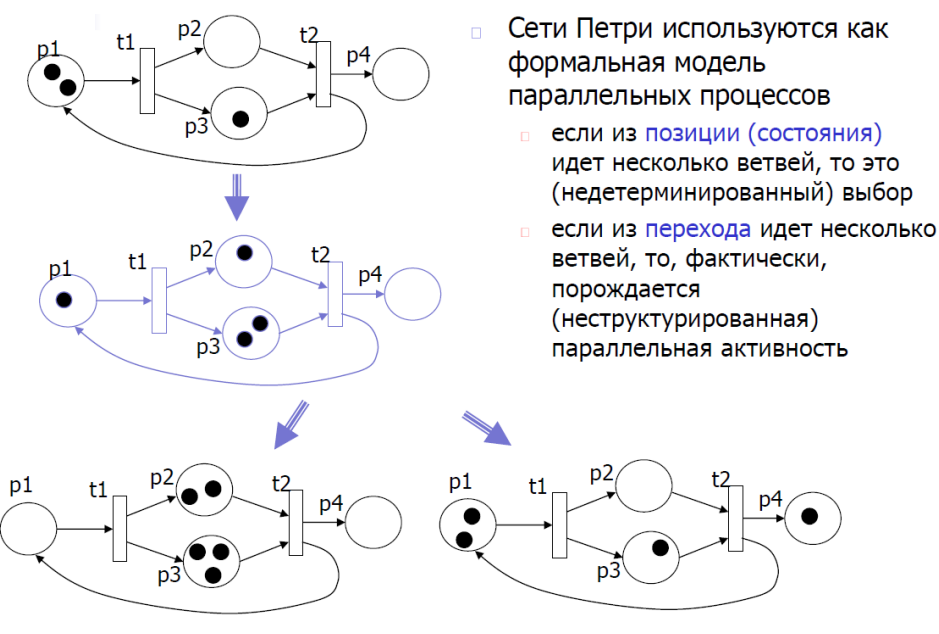 p1
t1
p2
p3
t2
p4
Сети Петри используются как
формальная модель
параллельных процессов
если из позиции (состояния)
идет несколько ветвей, то это
(недетерминированный) выбор
если из перехода идет несколько
ветвей, то, фактически,
порождается
(неструктурированная)
параллельная активность
p1
t1
p2
p3
t2
p4
p1
t1
p2
p3
t2
p4
p1
t1
p2
p3
t2
p4